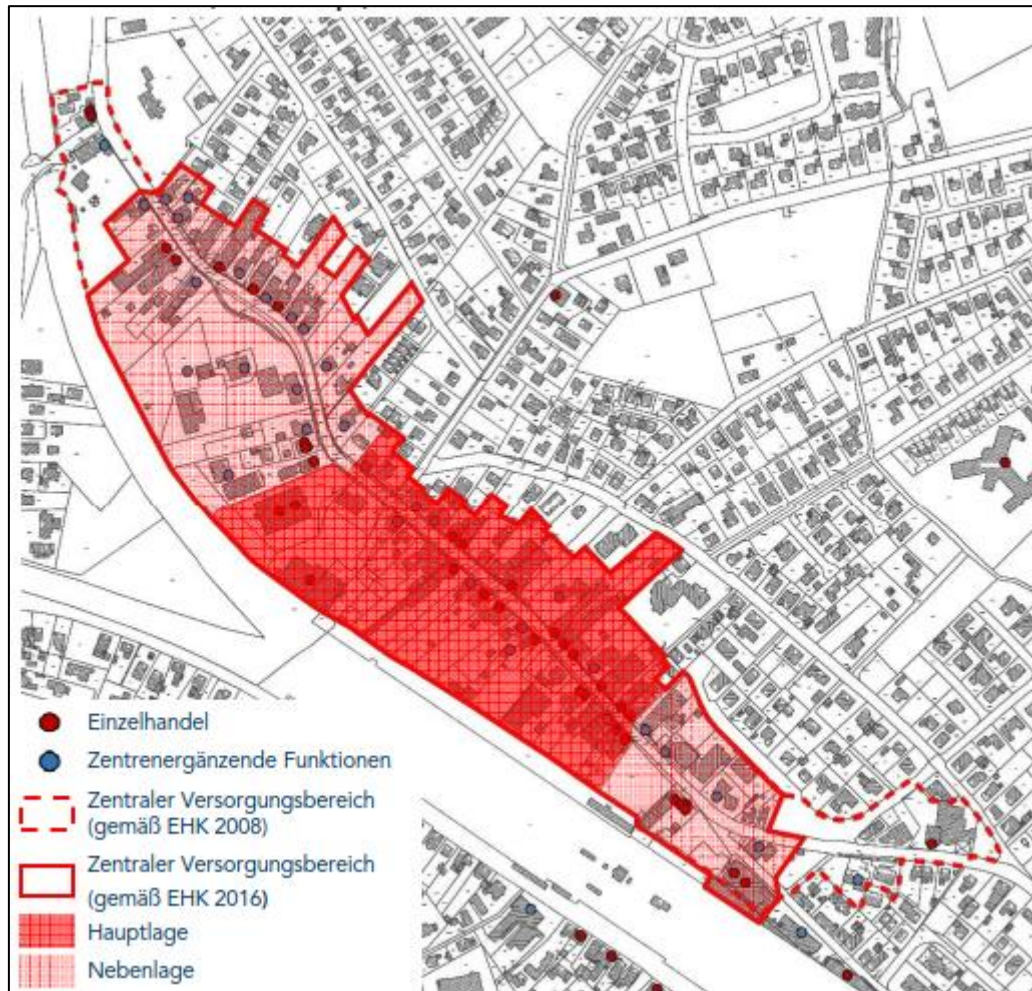 Einzelhandel
Zentrenergänzende Funktionen
Zentraler Versorgungsbereich
(gemäß EHK 2008)
Zentraler Versorgungsbereich
(gemäß EHK 2016)
Hauptlage
Nebenlage